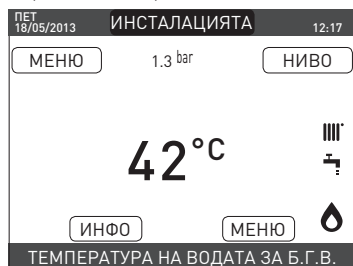 ПЕТ
18/05/2013 ИНСТАЛАЦИЯТА 12:17
МЕНЮ 1.3 bar НИВО
42°C
ИНФО МЕНЮ
ТЕМПЕРАТУРА НА ВОДАТА ЗА Б.Г.В.